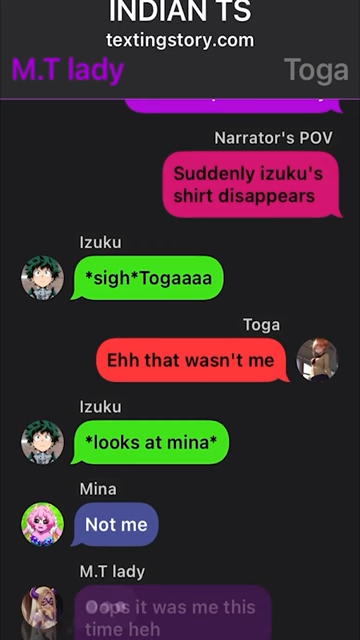 INDIAN TS
textingstory.com
M.T lady
Toga
Narrator's POV
Suddenly izuku's
shirt disappears
Izuku
*sigh*Togaaaa
Toga
Ehh that wasn't me
Izuku
*looks at mina*
Mina
Not me
M.T lady
Oops it was me this
time heh